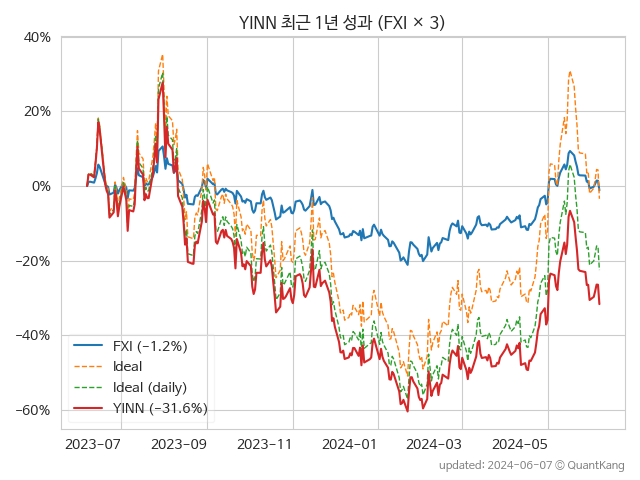 YINN 최근 1년 성과 (FXI × 3)
40%
20%
0%
−20%
−40%
−60%
FXI (−1.2%)
Ideal
Ideal (daily)
YINN (−31.6%)
2023-07 2023-09 2023-11 2024-01 2024-03 2024-05
updated: 2024-06-07 © QuantKang